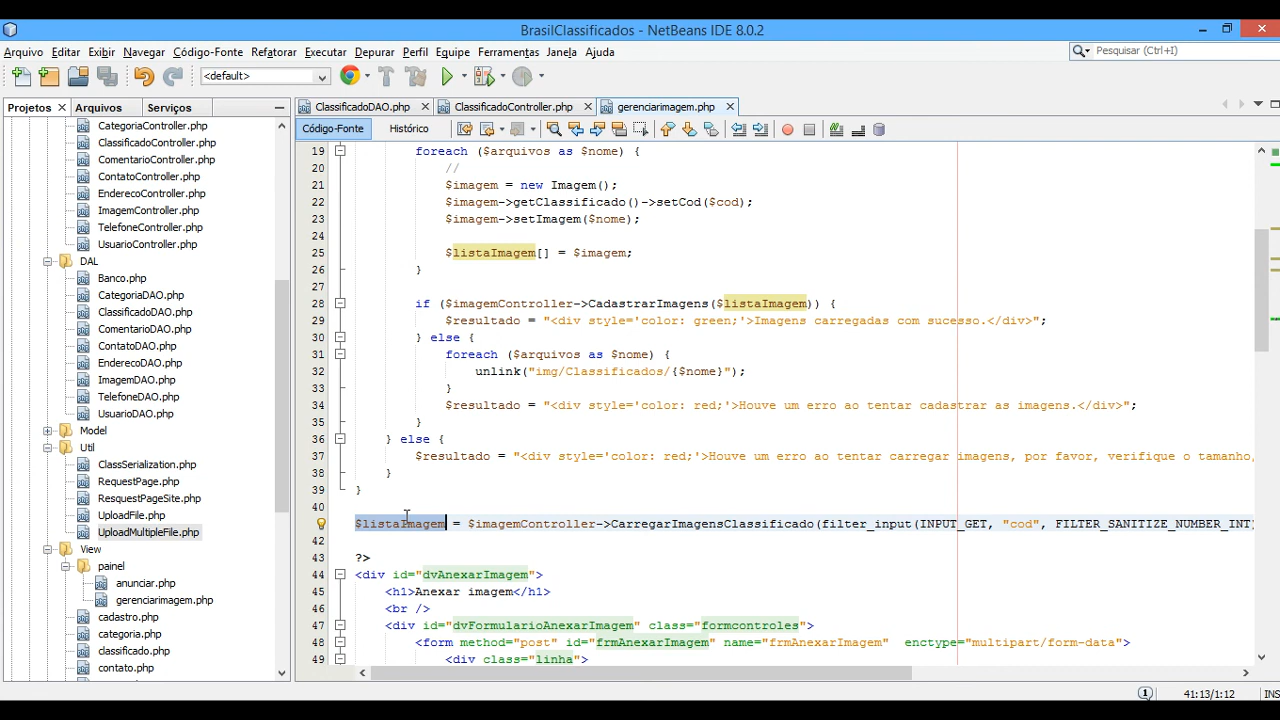 BrasilClassificados - NetBeans IDE 8.0.2
Arquivo Editar Exibir Navegar Código-Fonte Refatorar Executar Depurar Perfil Equipe Ferramentas Janela Ajuda
Pesquisar (Ctrl+I)
<default>
Projetos Arquivos Serviços
ClassificadoDAO.php ClassificadoController.php gerenciarimagem.php
Código-Fonte Histórico
CategoriaController.php
ClassificadoController.php
ComentarioController.php
ContatoController.php
EnderecoController.php
ImagemController.php
TelefoneController.php
UsuarioController.php
DAL
Banco.php
CategoriaDAO.php
ClassificadoDAO.php
ComentarioDAO.php
ContatoDAO.php
EnderecoDAO.php
ImagemDAO.php
TelefoneDAO.php
UsuarioDAO.php
Model
Util
ClassSerialization.php
RequestPage.php
ResquestPageSite.php
UploadFile.php
UploadMultipleFile.php
View
painel
anunciar.php
gerenciarimagem.php
cadastro.php
categoria.php
classificado.php
contato.php
19 foreach ($arquivos as $nome) {
20 //
21 $imagem = new Imagem();
22 $imagem->getClassificado()->setCod($cod);
23 $imagem->setImagem($nome);
24
25 $listaImagem[] = $imagem;
26 }
28 if ($imagemController->CadastrarImagens($listaImagem)) {
29 $resultado = "<div style='color: green;'>Imagens carregadas com sucesso.</div>";
30 } else {
31 foreach ($arquivos as $nome) {
32 unlink("img/Classificados/{$nome}");
33 }
34 $resultado = "<div style='color: red;'>Houve um erro ao tentar cadastrar as imagens.</div>";
35 }
36 } else {
37 $resultado = "<div style='color: red;'>Houve um erro ao tentar carregar imagens, por favor, verifique o tamanho,
38 }
39 }
40
$listaImagem = $imagemController->CarregarImagensClassificado(filter_input(INPUT_GET, "cod", FILTER_SANITIZE_NUMBER_INT)
42
43 ?>
44 <div id="dvAnexarImagem">
45 <h1>Anexar imagem</h1>
46 <br />
47 <div id="dvFormularioAnexarImagem" class="formcontroles">
48 <form method="post" id="frmAnexarImagem" name="frmAnexarImagem" enctype="multipart/form-data">
49 <div class="linha">
1 41:13/1:12 INS